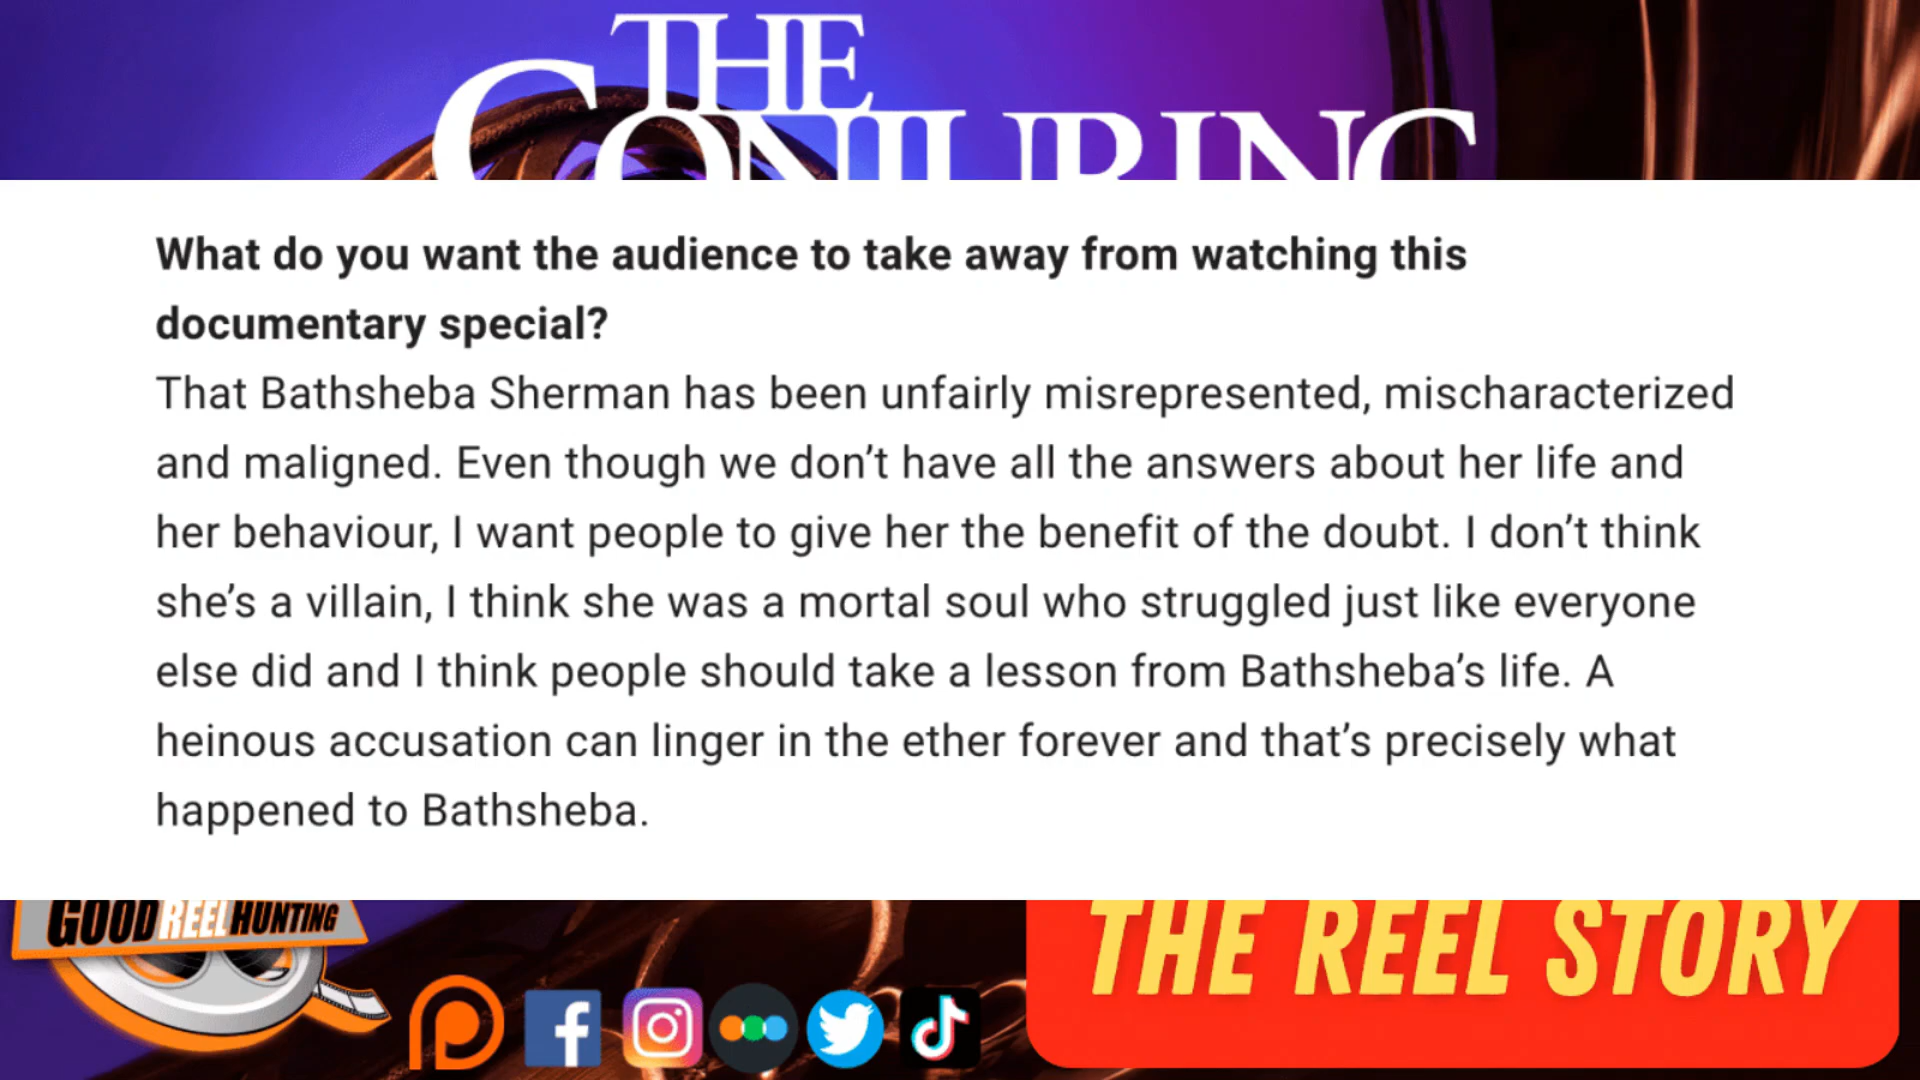 THE
CONJURING
What do you want the audience to take away from watching this
documentary special?
That Bathsheba Sherman has been unfairly misrepresented, mischaracterized
and maligned. Even though we don’t have all the answers about her life and
her behaviour, I want people to give her the benefit of the doubt. I don’t think
she’s a villain, I think she was a mortal soul who struggled just like everyone
else did and I think people should take a lesson from Bathsheba’s life. A
heinous accusation can linger in the ether forever and that’s precisely what
happened to Bathsheba.
GOOD REEL HUNTING
THE REEL STORY